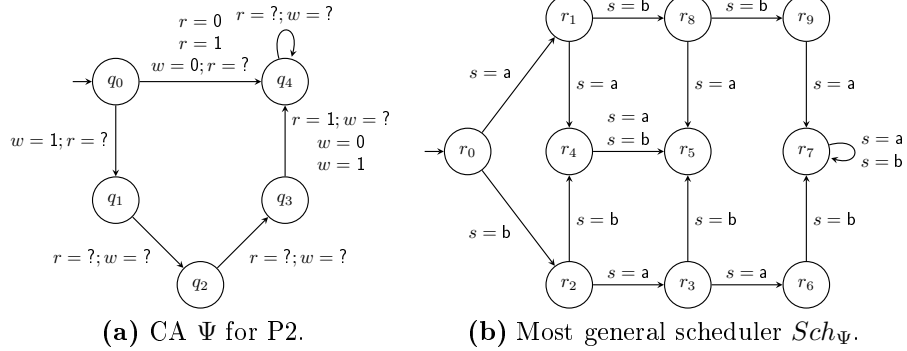 r = 0
r = 1
w = 0; r = ?
r = ?; w = ?
q0
q4
w = 1; r = ?
r = 1; w = ?
w = 0
w = 1
q1
q3
r = ?; w = ?
r = ?; w = ?
q2
(a) CA Ψ for P2.
r1
s = b
r8
s = b
r9
s = a
s = a
s = a
s = a
r0
r4
s = a
s = b
r5
r7
s = a
s = b
s = b
s = b
s = b
s = b
r2
s = a
r3
s = a
r6
(b) Most general scheduler SchΨ.